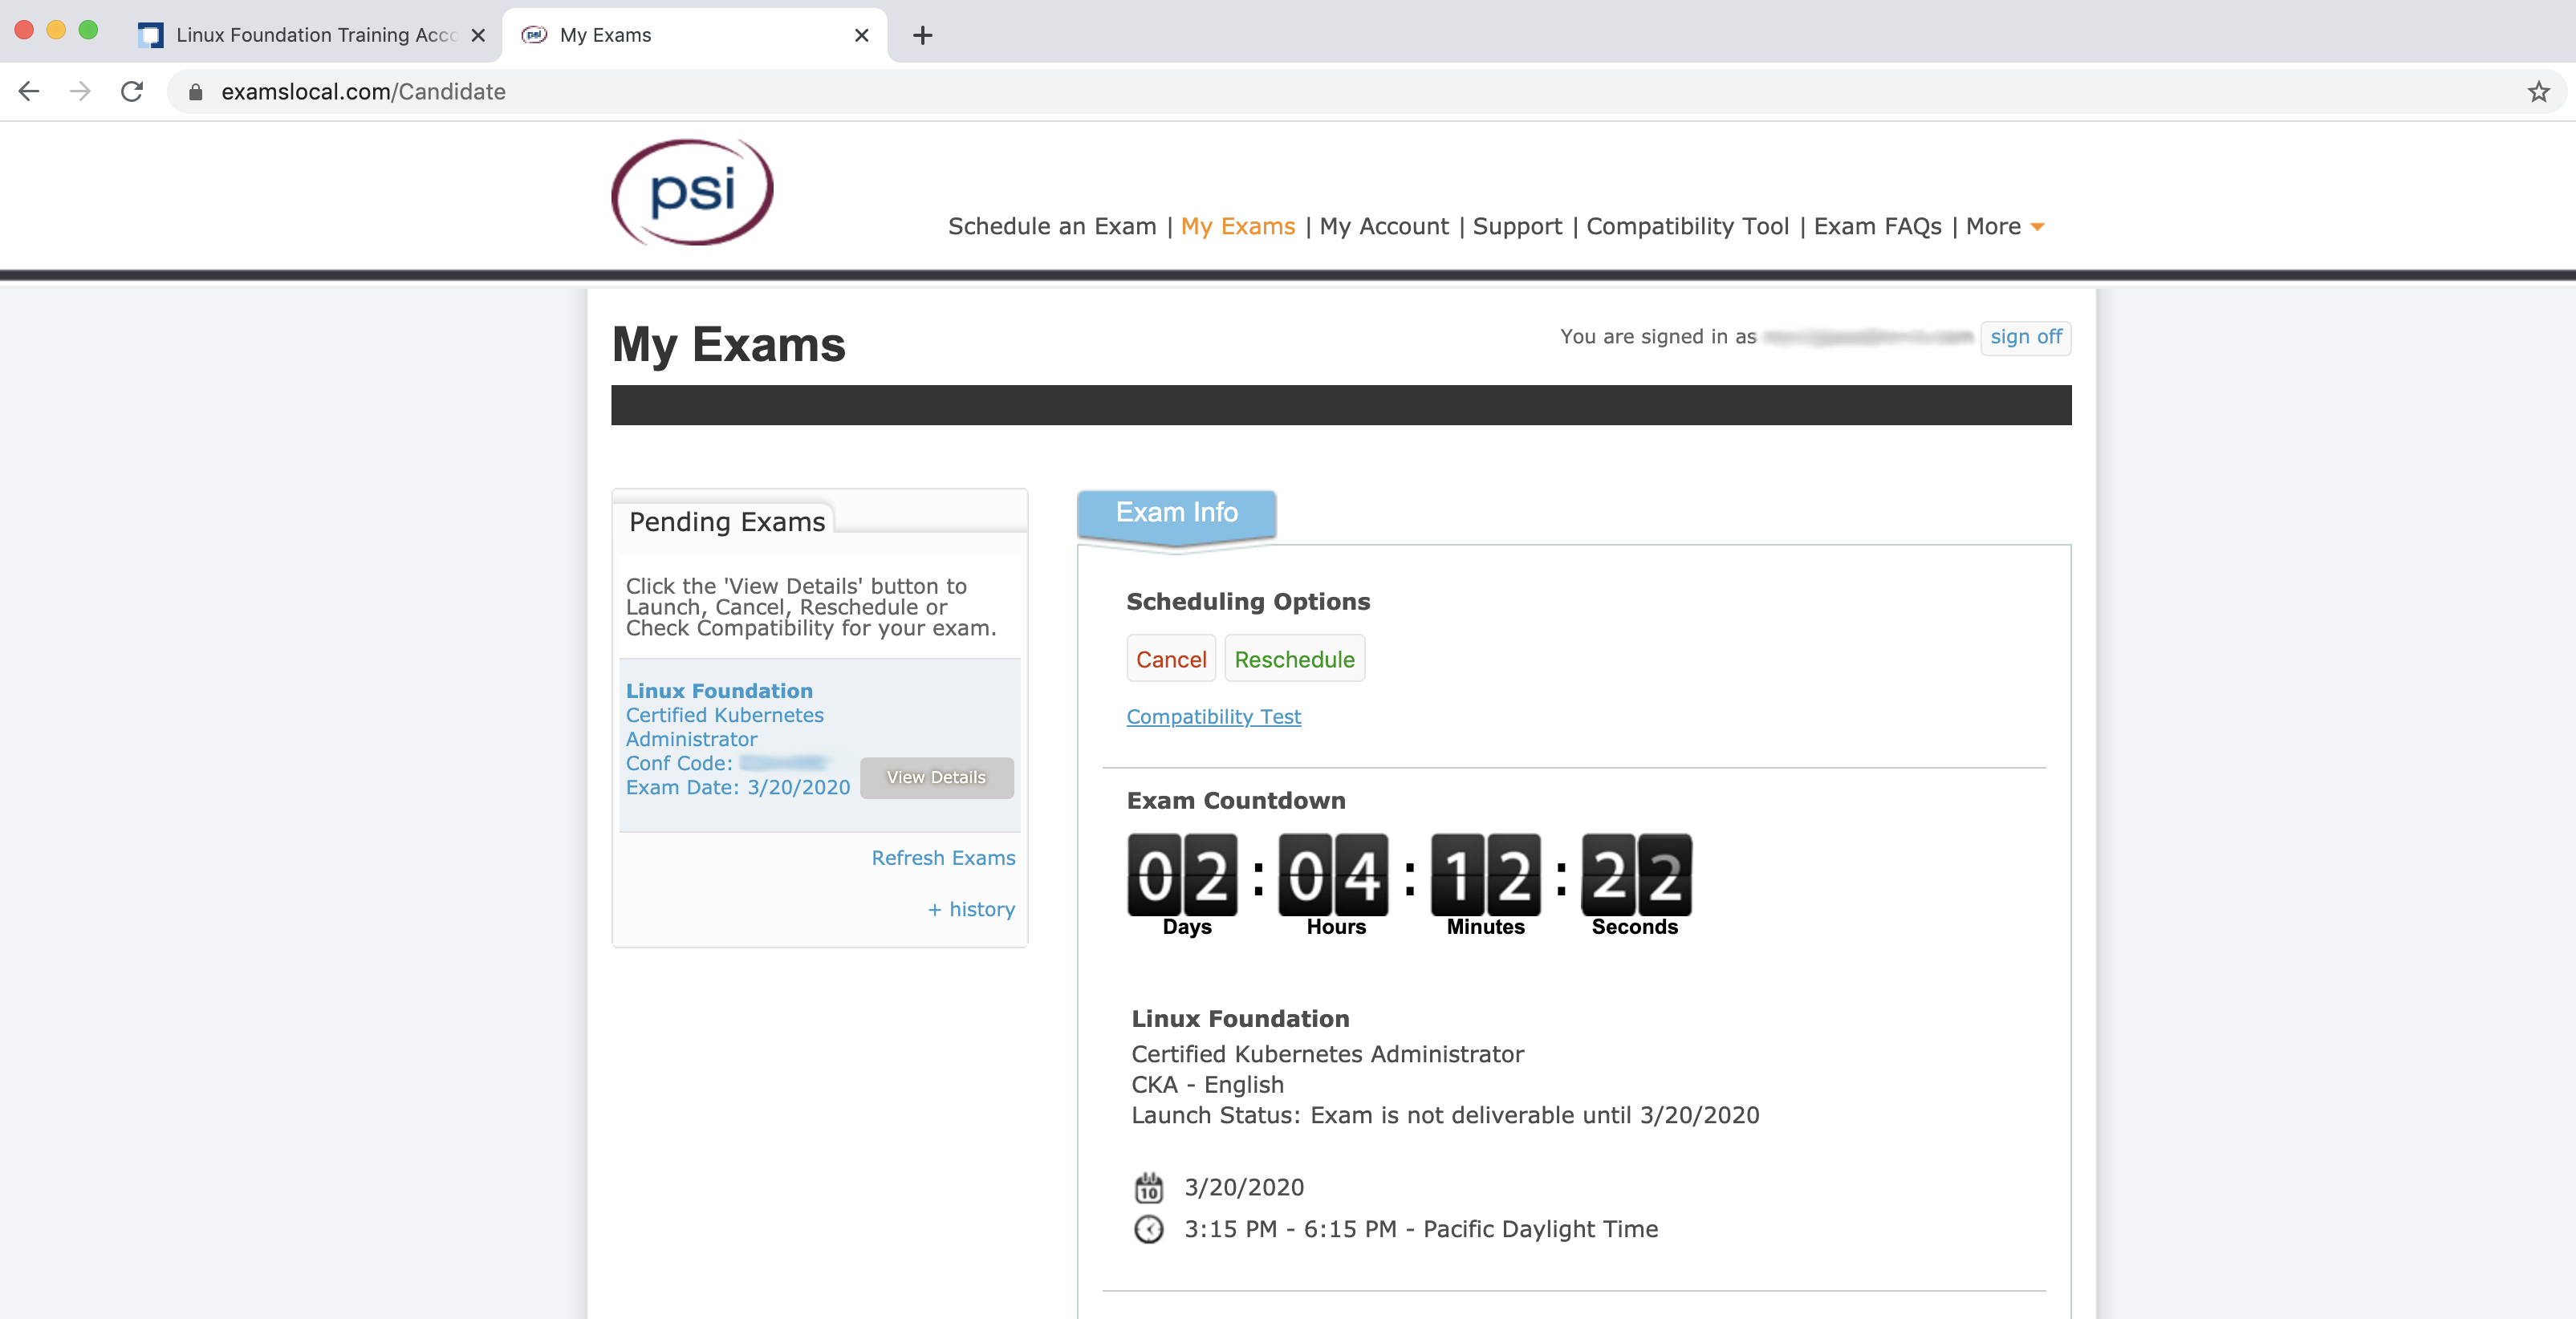 Linux Foundation Training Acco
My Exams
examslocal.com/Candidate
psi
Schedule an Exam | My Exams | My Account | Support | Compatibility Tool | Exam FAQs | More
My Exams
You are signed in as
sign off
Pending Exams
Click the 'View Details' button to
Launch, Cancel, Reschedule or
Check Compatibility for your exam.
Linux Foundation
Certified Kubernetes
Administrator
Conf Code:
Exam Date: 3/20/2020
View Details
Refresh Exams
+ history
Exam Info
Scheduling Options
Cancel Reschedule
Compatibility Test
Exam Countdown
02 : 04 : 12 : 22
Days Hours Minutes Seconds
Linux Foundation
Certified Kubernetes Administrator
CKA - English
Launch Status: Exam is not deliverable until 3/20/2020
10 3/20/2020
3:15 PM - 6:15 PM - Pacific Daylight Time